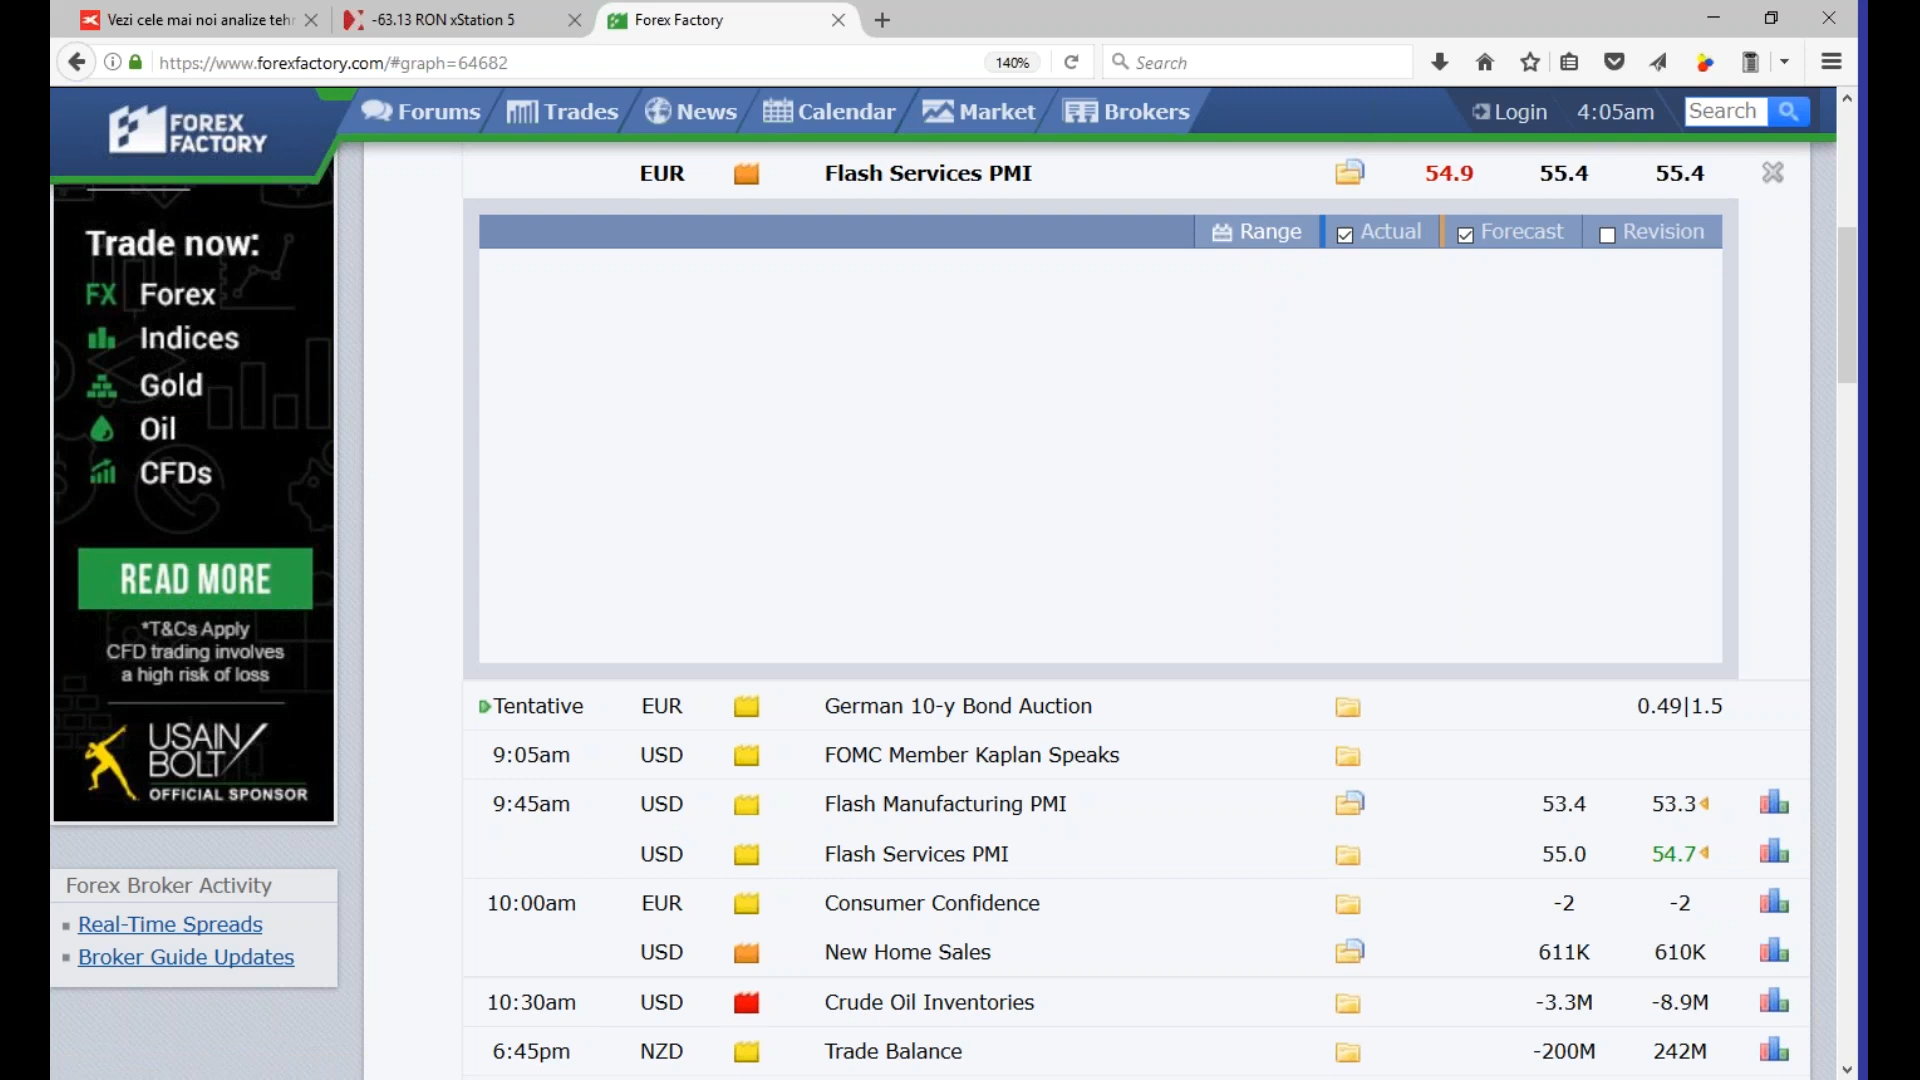 Vezi cele mai noi analize teh
-63.13 RON xStation 5
Forex Factory
https://www.forexfactory.com/#graph=64682
140%
Search
FOREX
FACTORY
Forums
Trades
News
Calendar
Market
Brokers
Login
4:05am
Search
EUR Flash Services PMI 54.9 55.4 55.4
Range
Actual
Forecast
Revision
Trade now:
FX Forex
Indices
Gold
Oil
CFDs
READ MORE
*T&Cs Apply
CFD trading involves
a high risk of loss
USAIN
BOLT
OFFICIAL SPONSOR
Forex Broker Activity
Real-Time Spreads
Broker Guide Updates
Tentative EUR German 10-y Bond Auction 0.49|1.5
9:05am USD FOMC Member Kaplan Speaks
9:45am USD Flash Manufacturing PMI 53.4 53.3
USD Flash Services PMI 55.0 54.7
10:00am EUR Consumer Confidence -2 -2
USD New Home Sales 611K 610K
10:30am USD Crude Oil Inventories -3.3M -8.9M
6:45pm NZD Trade Balance -200M 242M